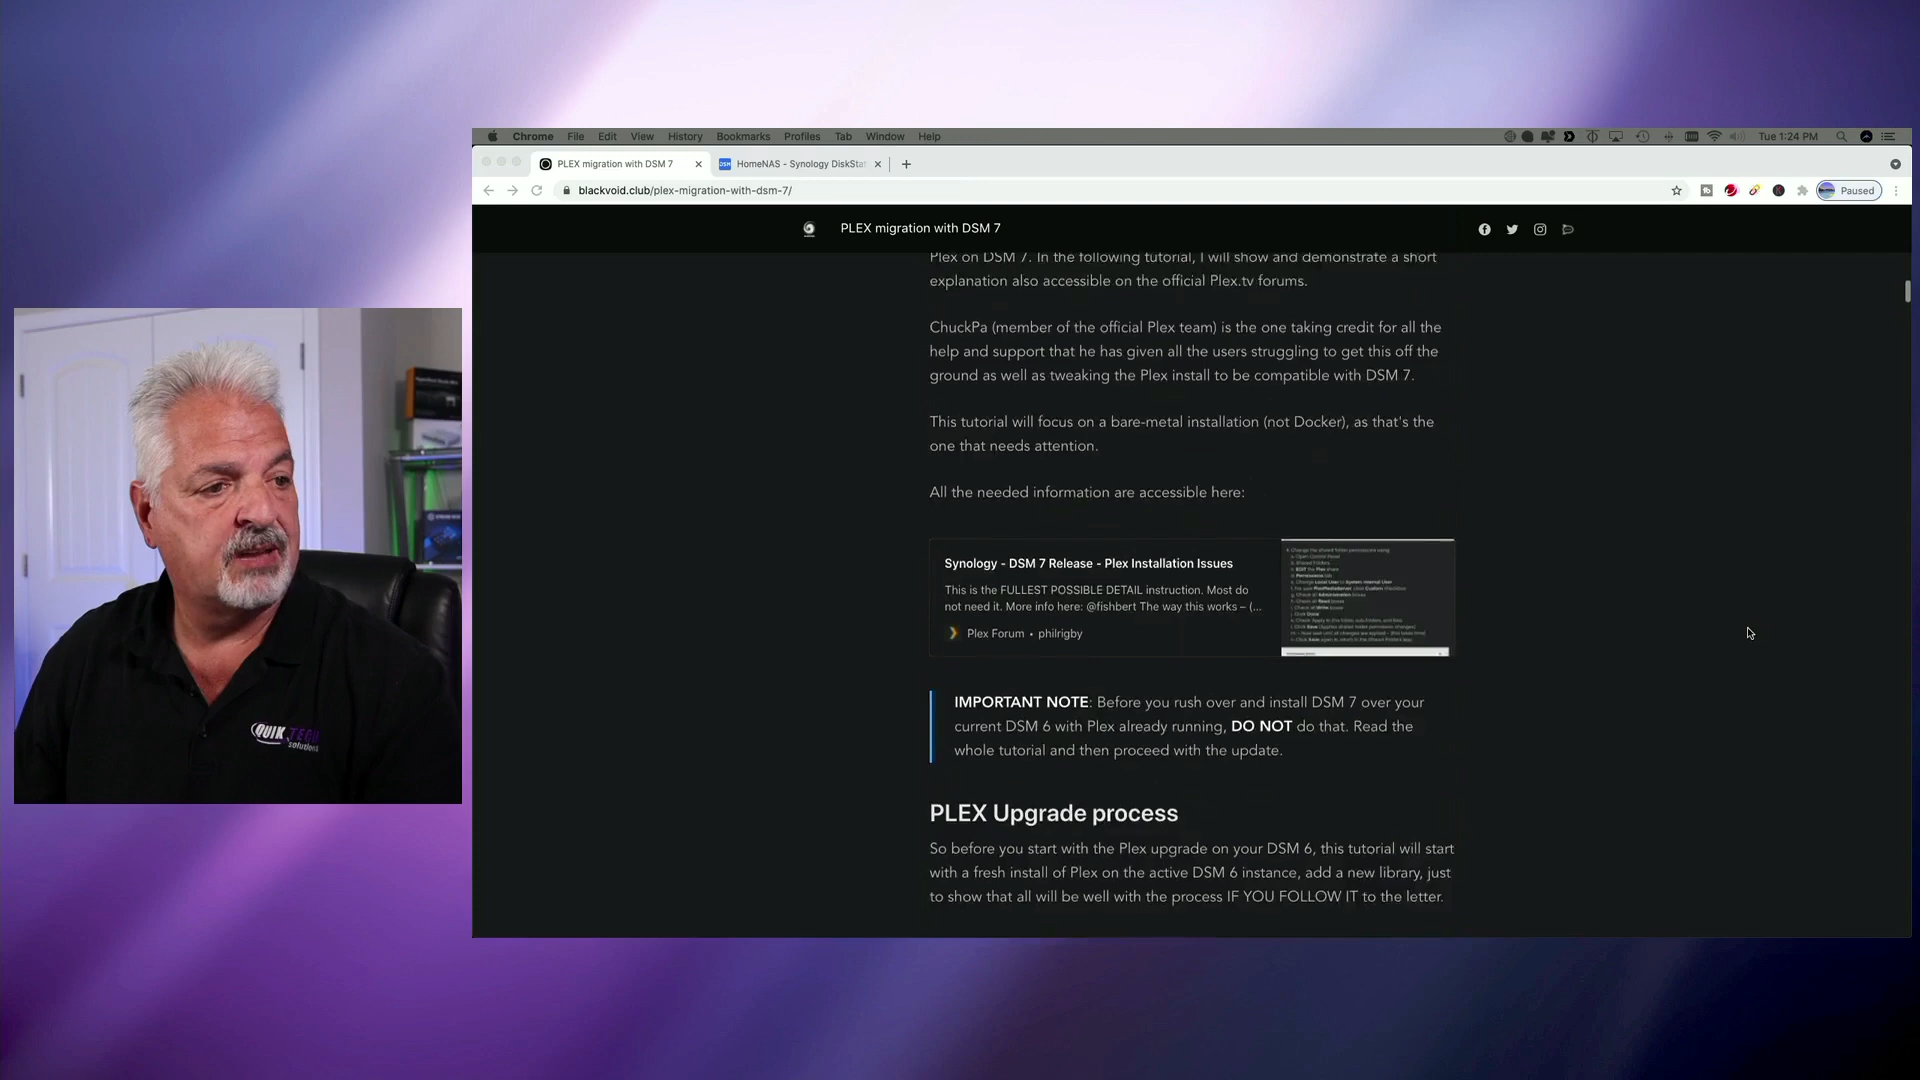 Chrome File Edit View History Bookmarks Profiles Tab Window Help Tue 1:24 PM
PLEX migration with DSM 7 HomeNAS - Synology DiskStat
blackvoid.club/plex-migration-with-dsm-7/ Paused
PLEX migration with DSM 7
Plex on DSM 7. In the following tutorial, I will show and demonstrate a short
explanation also accessible on the official Plex.tv forums.
ChuckPa (member of the official Plex team) is the one taking credit for all the
help and support that he has given all the users struggling to get this off the
ground as well as tweaking the Plex install to be compatible with DSM 7.
This tutorial will focus on a bare-metal installation (not Docker), as that's the
one that needs attention.
All the needed information are accessible here:
Synology - DSM 7 Release - Plex Installation Issues
This is the FULLEST POSSIBLE DETAIL instruction. Most do
not need it. More info here: @fishbert The way this works – (...
Plex Forum • philrigby
IMPORTANT NOTE: Before you rush over and install DSM 7 over your
current DSM 6 with Plex already running, DO NOT do that. Read the
whole tutorial and then proceed with the update.
PLEX Upgrade process
So before you start with the Plex upgrade on your DSM 6, this tutorial will start
with a fresh install of Plex on the active DSM 6 instance, add a new library, just
to show that all will be well with the process IF YOU FOLLOW IT to the letter.
QUIK TECH
solutions